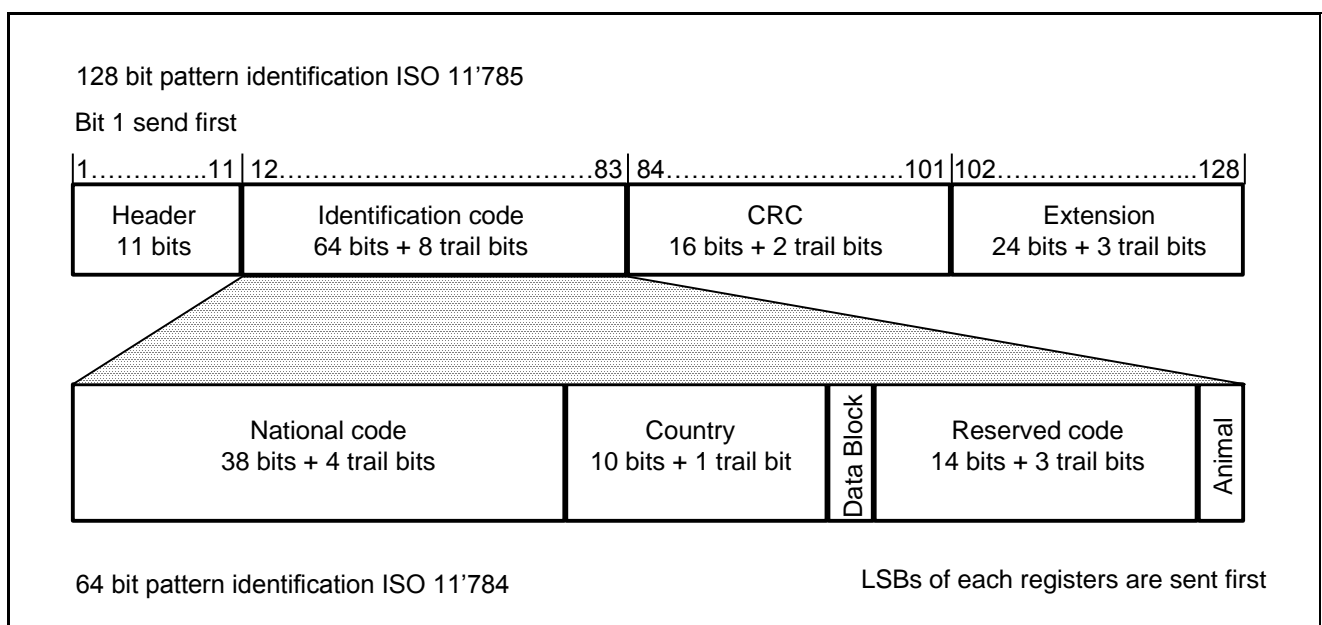 128 bit pattern identification ISO 11'785
Bit 1 send first
1…………..11 12…………….…………………83 84……………………….101 102…………………...128
Header
11 bits
Identification code
64 bits + 8 trail bits
CRC
16 bits + 2 trail bits
Extension
24 bits + 3 trail bits
National code
38 bits + 4 trail bits
Country
10 bits + 1 trail bit
Data Block
Reserved code
14 bits + 3 trail bits
Animal
64 bit pattern identification ISO 11'784
LSBs of each registers are sent first